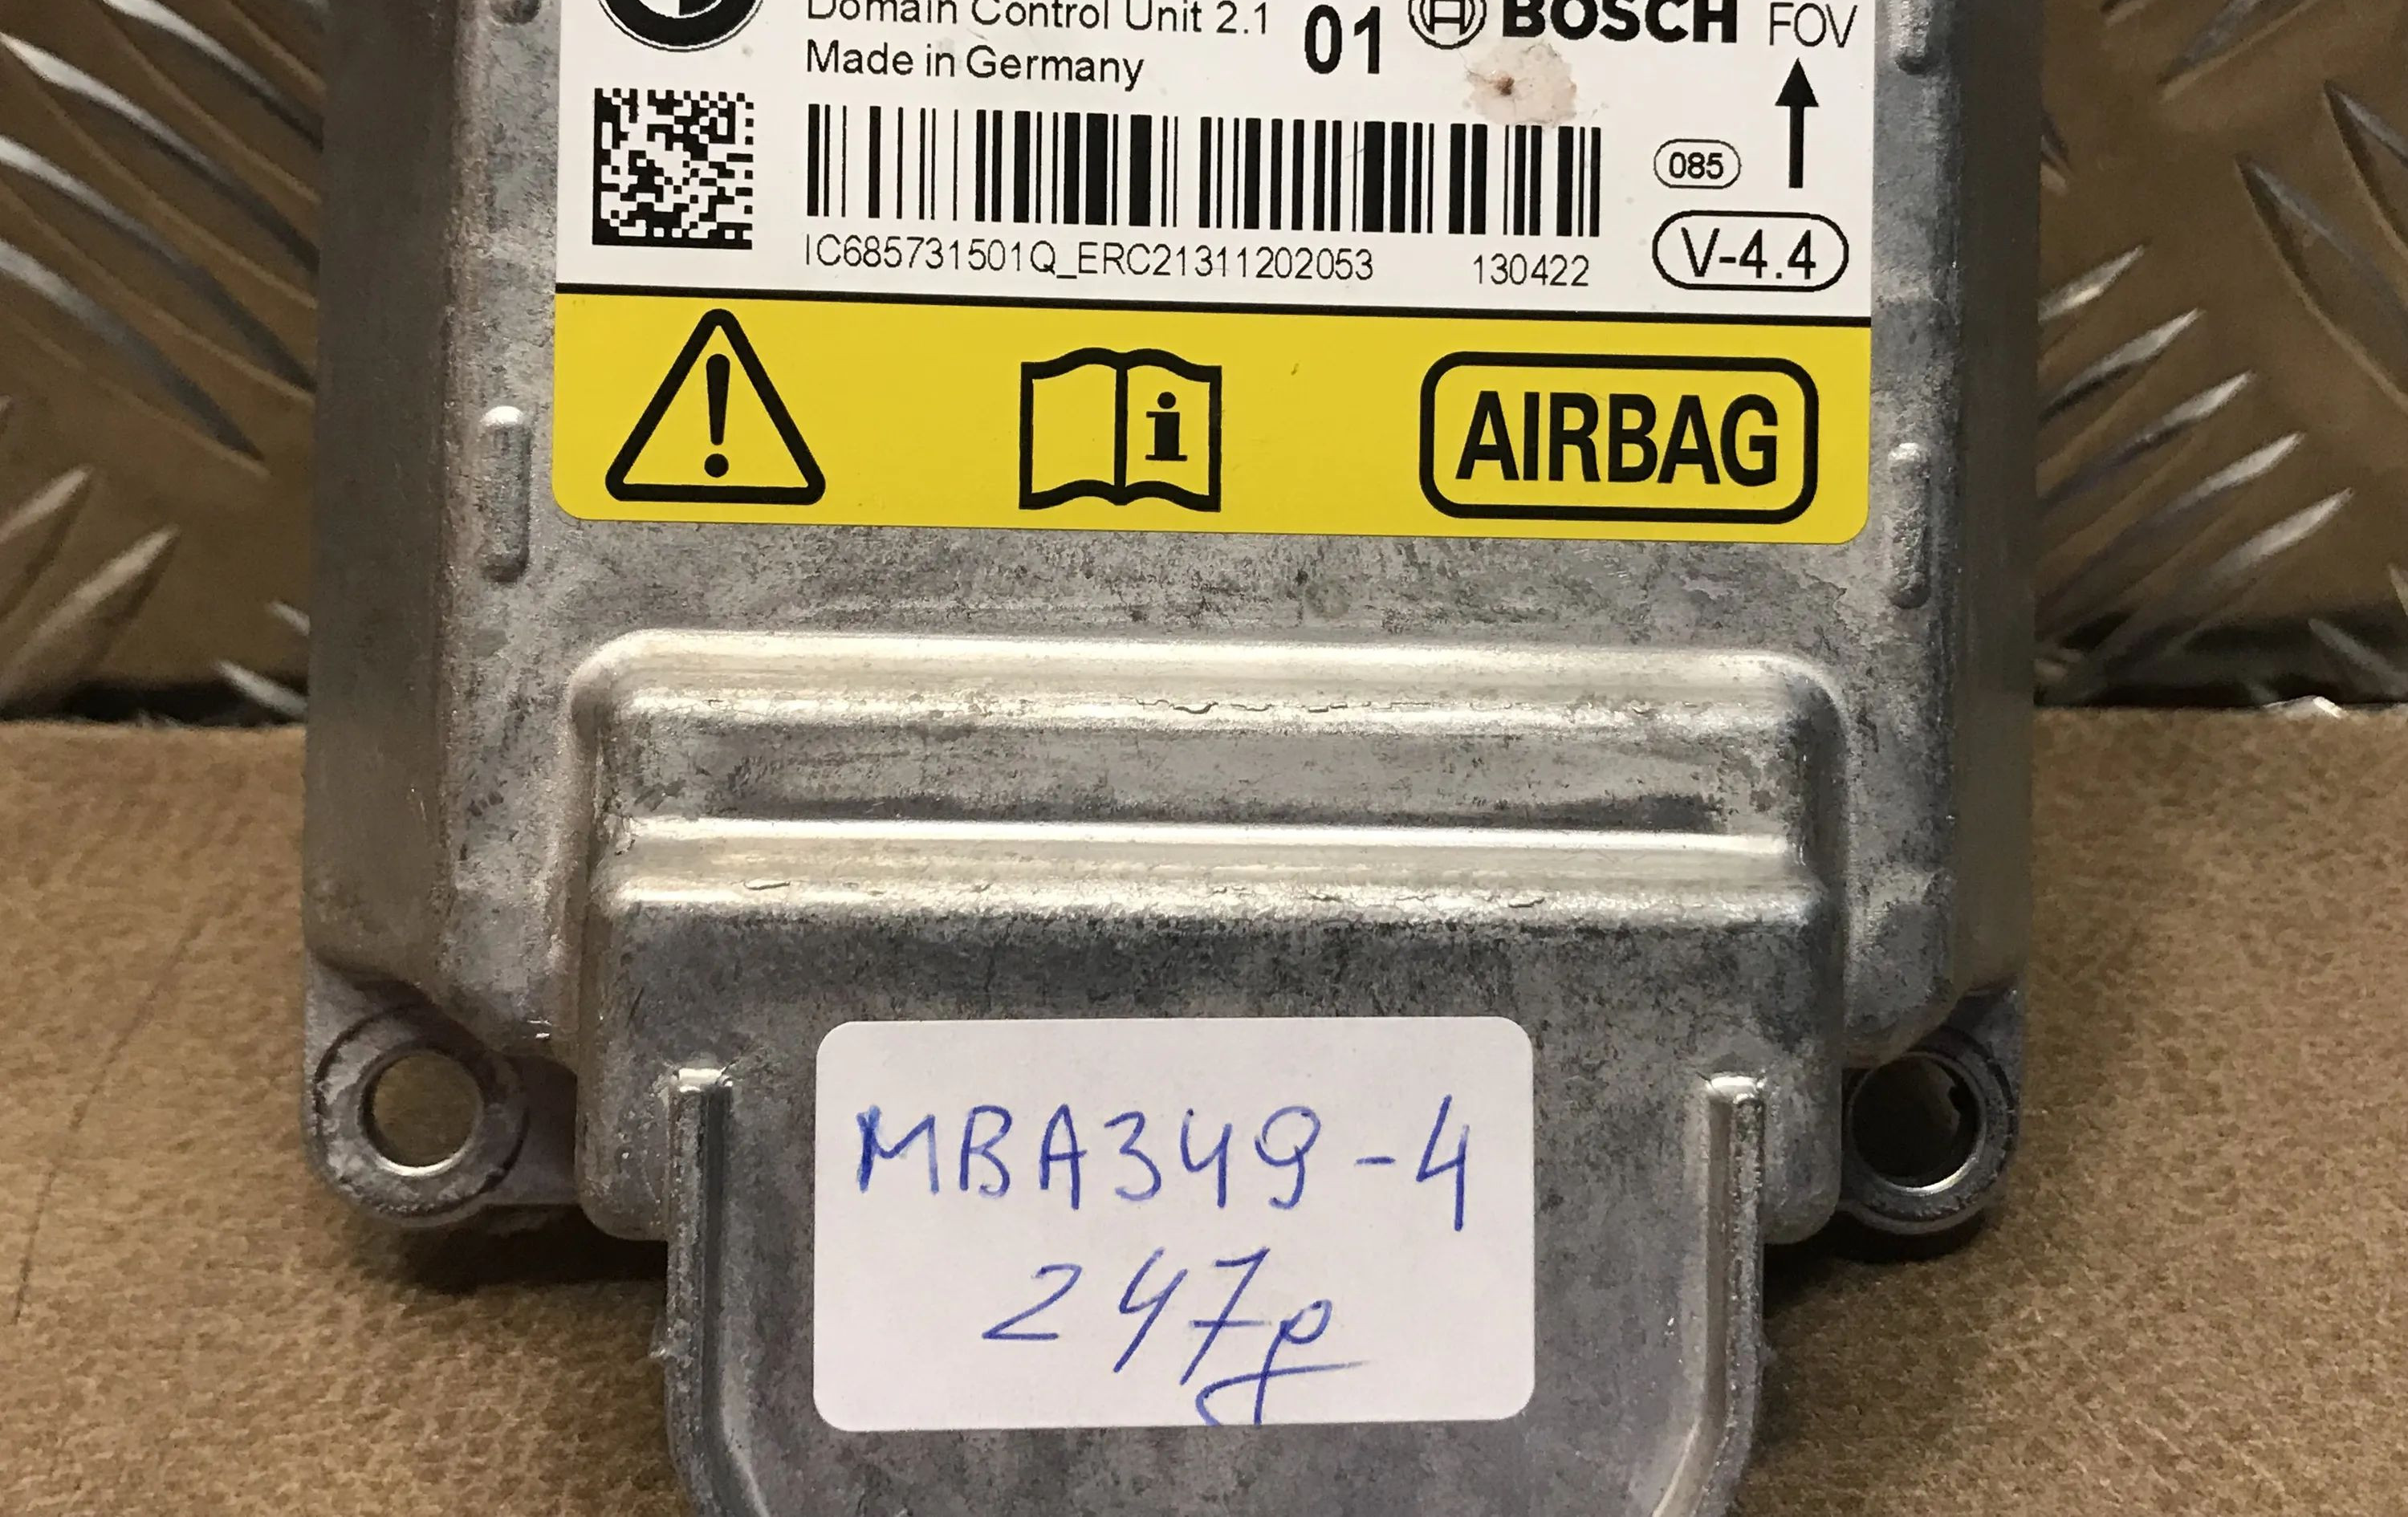 Domain Control Unit 2.1 01 BOSCH FOV
Made in Germany
085
IC685731501Q_ERC21311202053 130422 V-4.4
AIRBAG
MBA349-4
247g